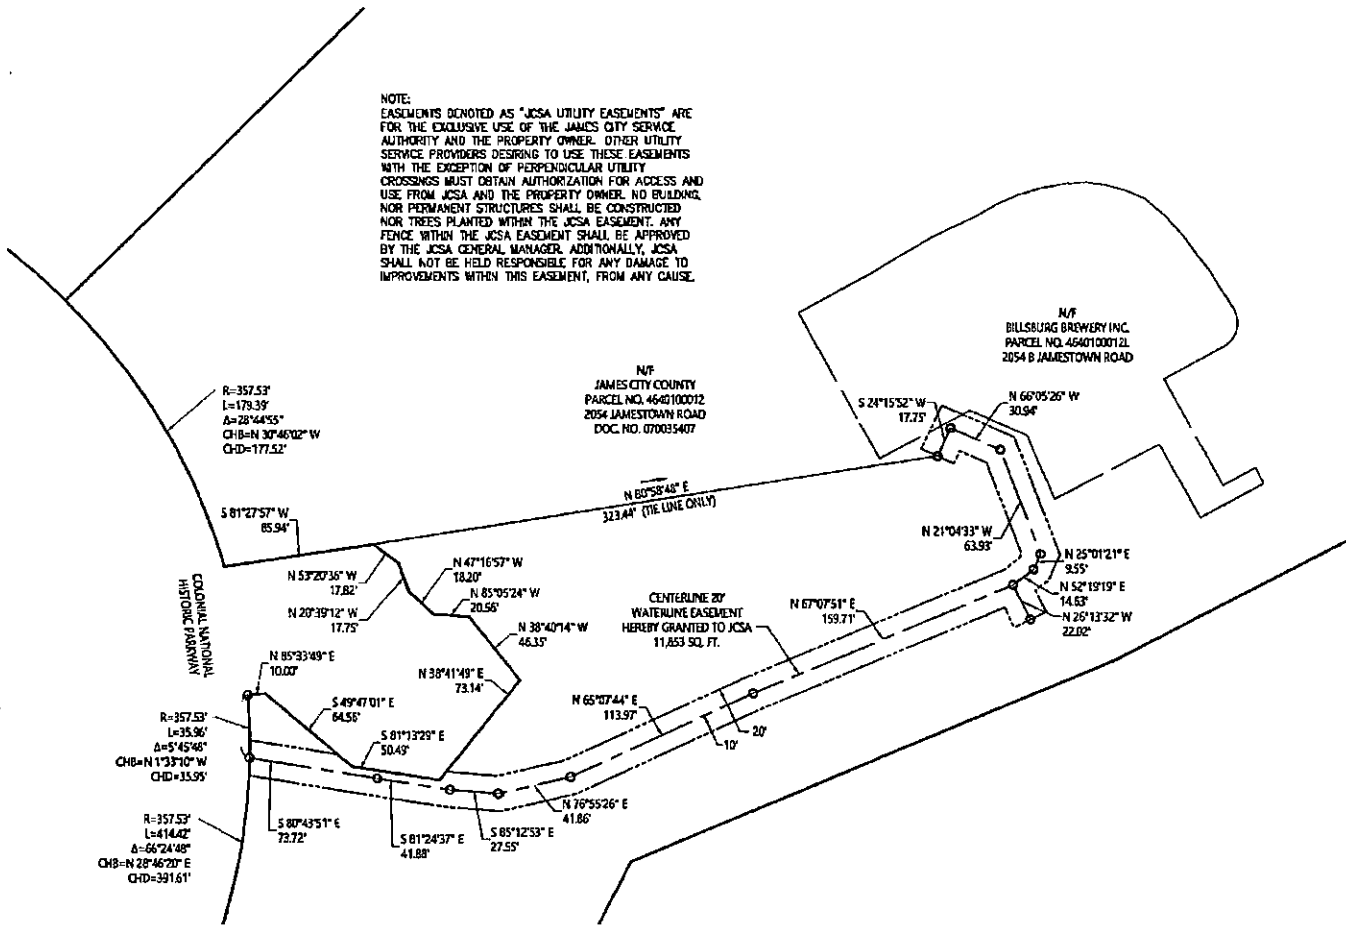 NOTE:
EASEMENTS DENOTED AS "JCSA UTILITY EASEMENTS" ARE
FOR THE EXCLUSIVE USE OF THE JAMES CITY SERVICE
AUTHORITY AND THE PROPERTY OWNER. OTHER UTILITY
SERVICE PROVIDERS DESIRING TO USE THESE EASEMENTS
WITH THE EXCEPTION OF PERPENDICULAR UTILITY
CROSSINGS MUST OBTAIN AUTHORIZATION FOR ACCESS AND
USE FROM JCSA AND THE PROPERTY OWNER. NO BUILDING,
NOR PERMANENT STRUCTURES SHALL BE CONSTRUCTED
NOR TREES PLANTED WITHIN THE JCSA EASEMENT. ANY
FENCE WITHIN THE JCSA EASEMENT SHALL BE APPROVED
BY THE JCSA GENERAL MANAGER. ADDITIONALLY, JCSA
SHALL NOT BE HELD RESPONSIBLE FOR ANY DAMAGE TO
IMPROVEMENTS WITHIN THIS EASEMENT, FROM ANY CAUSE.
N/F
BILLSBURG BREWERY INC.
PARCEL NO. 4640100012L
2054 B JAMESTOWN ROAD
N/F
JAMES CITY COUNTY
PARCEL NO. 4640100012
2054 JAMESTOWN ROAD
DOC. NO. 070035407
R=357.53'
L=179.39'
Δ=28°44'55"
CHB=N 30°46'02" W
CHD=177.52'
S 24°15'52" W
17.75'
N 66°05'26" W
30.94'
N 80°58'48" E
323.44' (TIE LINE ONLY)
S 81°27'57" W
85.94'
N 21°04'33" W
63.93'
N 25°01'21" E
9.55'
N 52°19'19" E
14.63'
N 26°13'32" W
22.02'
N 53°20'36" W
17.82'
N 47°16'57" W
18.20'
N 20°39'12" W
17.75'
N 85°05'24" W
20.56'
COLONIAL NATIONAL
HISTORIC PARKWAY
CENTERLINE 20'
WATERLINE EASEMENT
HEREBY GRANTED TO JCSA
11,853 SQ. FT.
N 67°07'51" E
159.71'
N 38°40'14" W
46.35'
N 85°33'49" E
10.00'
N 38°41'49" E
73.14'
S 49°47'01" E
64.56'
N 65°07'44" E
113.97'
R=357.53'
L=35.96'
Δ=5°45'48"
CHB=N 1°33'10" W
CHD=35.95'
S 81°13'29" E
50.49'
20'
10'
R=357.53'
L=414.42'
Δ=66°24'48"
CHB=N 28°46'20" E
CHD=391.61'
S 80°43'51" E
73.72'
S 81°24'37" E
41.88'
S 85°12'53" E
27.55'
N 76°55'26" E
41.86'